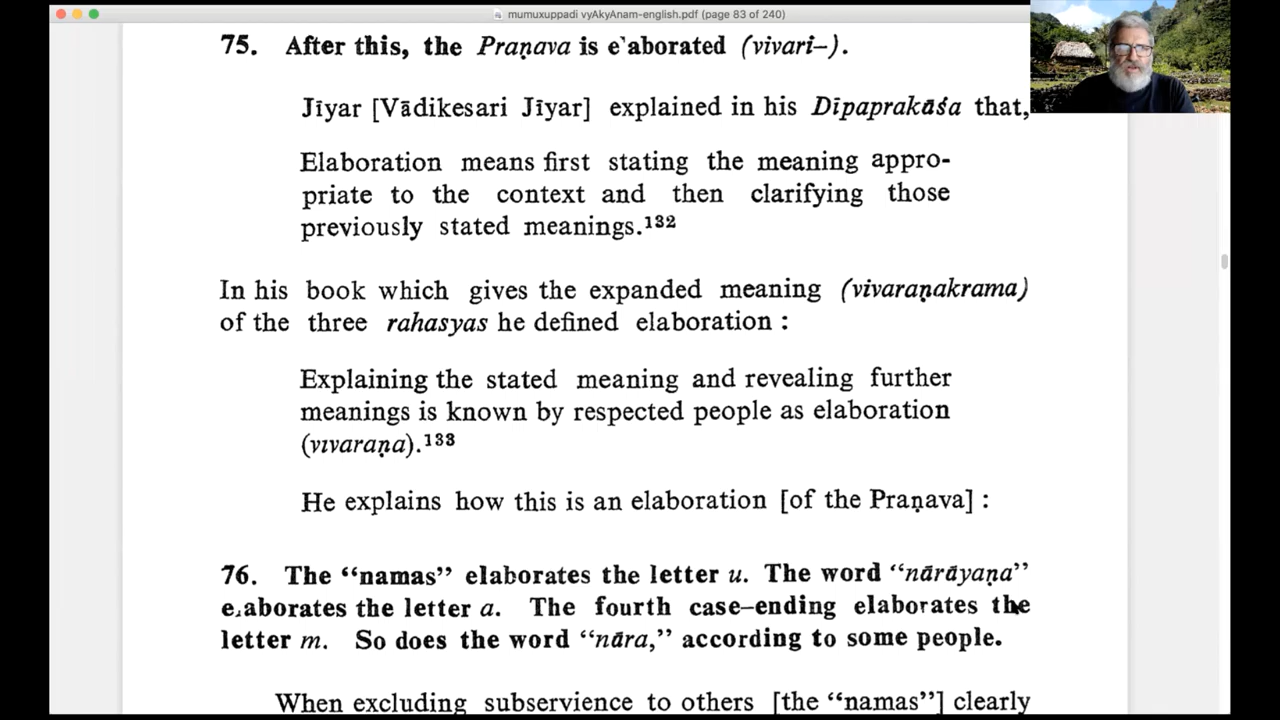 mumuxuppadi vyAkyAnam-english.pdf (page 83 of 240)
75. After this, the Praṇava is e'aborated (vivari–).
Jīyar [Vādikesari Jīyar] explained in his Dīpaprakāśa that,
Elaboration means first stating the meaning appro-
priate to the context and then clarifying those
previously stated meanings.132
In his book which gives the expanded meaning (vivaraṇakrama)
of the three rahasyas he defined elaboration :
Explaining the stated meaning and revealing further
meanings is known by respected people as elaboration
(vıvaraṇa).133
He explains how this is an elaboration [of the Praṇava] :
76. The “namas” elaborates the letter u. The word “nārāyaṇa”
e.aborates the letter a. The fourth case–ending elaborates the
letter m. So does the word “nāra,” according to some people.
When excluding subservience to others [the “namas”] clearly